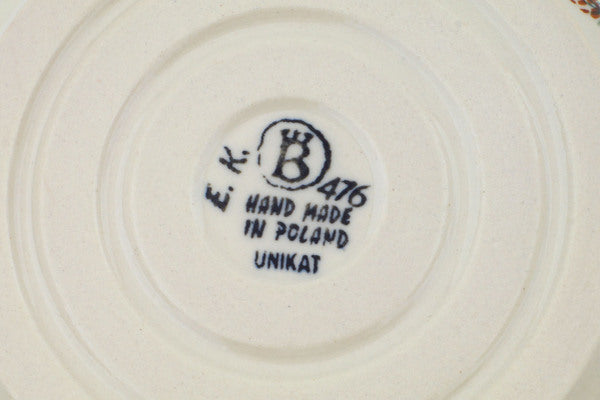 E. K.
B
476
HAND MADE
IN POLAND
UNIKAT